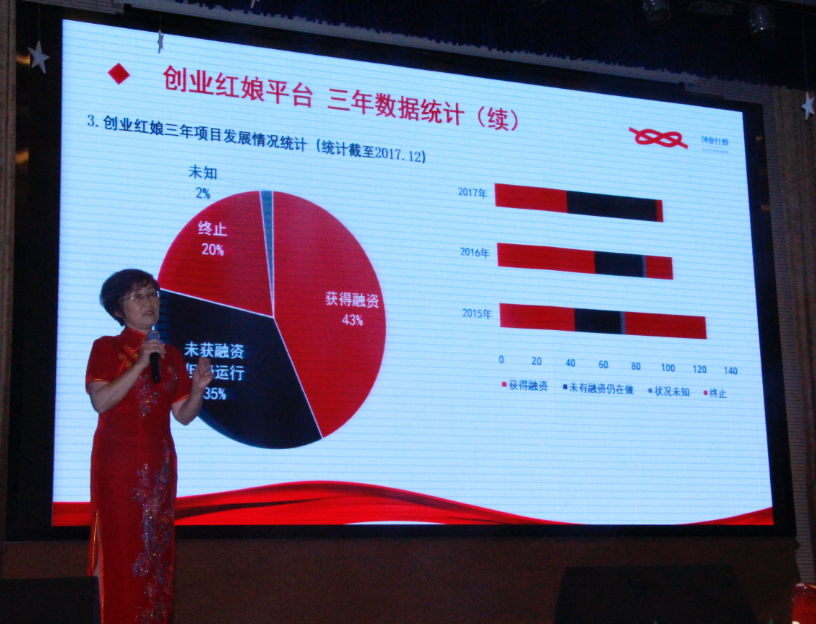 创业红娘平台 三年数据统计（续）
创业红娘
3.创业红娘三年项目发展情况统计（统计截至2017.12）
未知
2%
终止
20%
获得融资
43%
未获融资
运行
35%
2017年
2016年
2015年
0 20 40 60 80 100 120 140
获得融资 未有融资仍在做 状况未知 终止